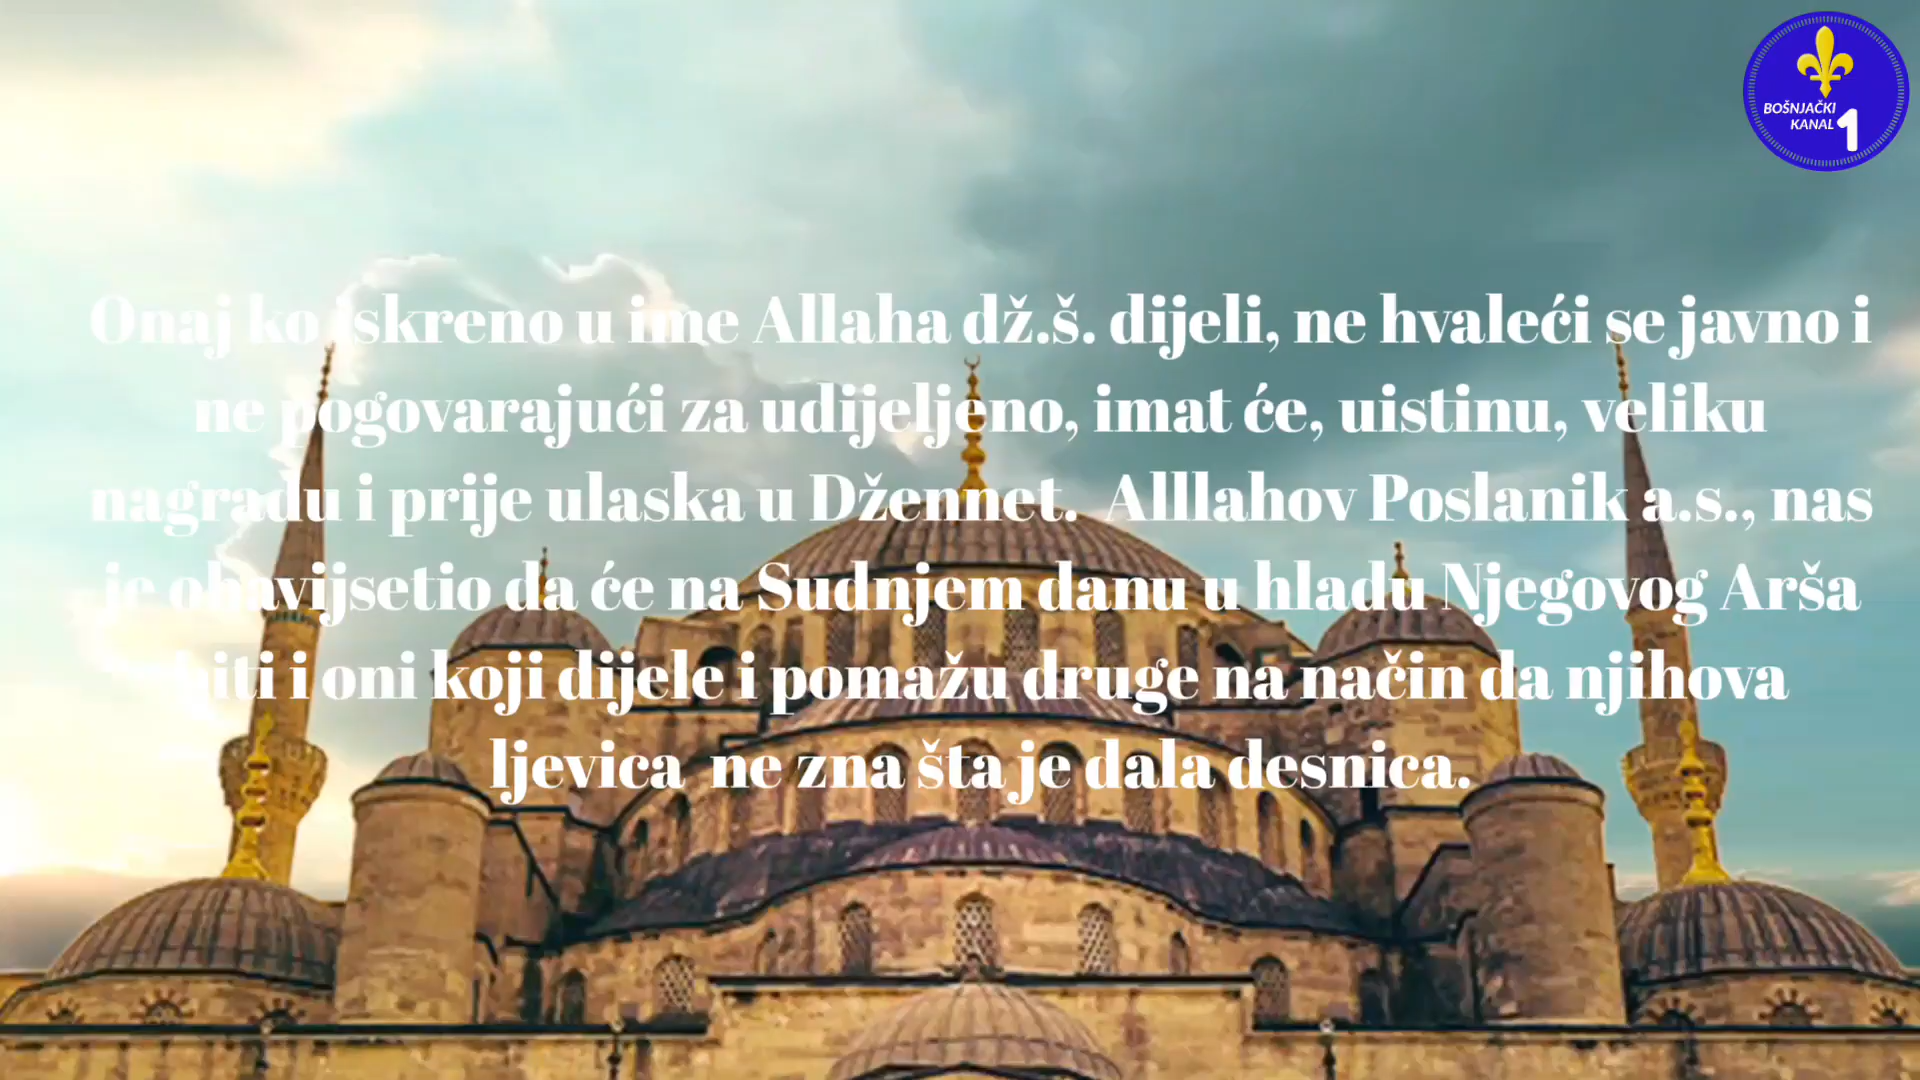 BOŠNJAČKI
KANAL 1
Onaj ko iskreno u ime Allaha dž.š. dijeli, ne hvaleći se javno i
ne pogovarajući za udijeljeno, imat će, uistinu, veliku
nagradu i prije ulaska u Džennet. Alllahov Poslanik a.s., nas
je obavijsetio da će na Sudnjem danu u hladu Njegovog Arša
biti i oni koji dijele i pomažu druge na način da njihova
ljevica ne zna šta je dala desnica.